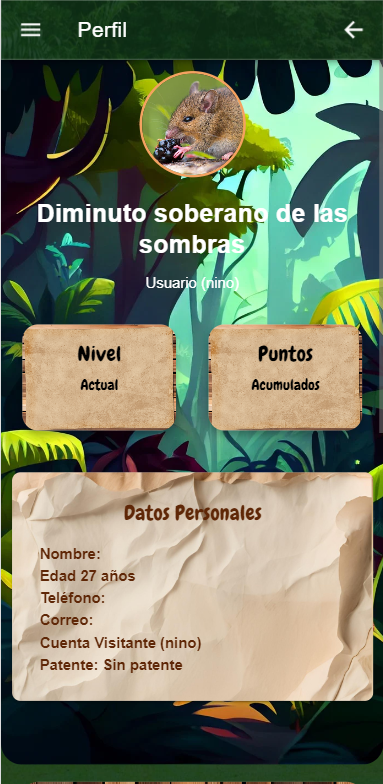 Perfil
Diminuto soberano de las
sombras
Usuario (nino)
Nivel
Actual
Puntos
Acumulados
Datos Personales
Nombre:
Edad 27 años
Teléfono:
Correo:
Cuenta Visitante (nino)
Patente: Sin patente